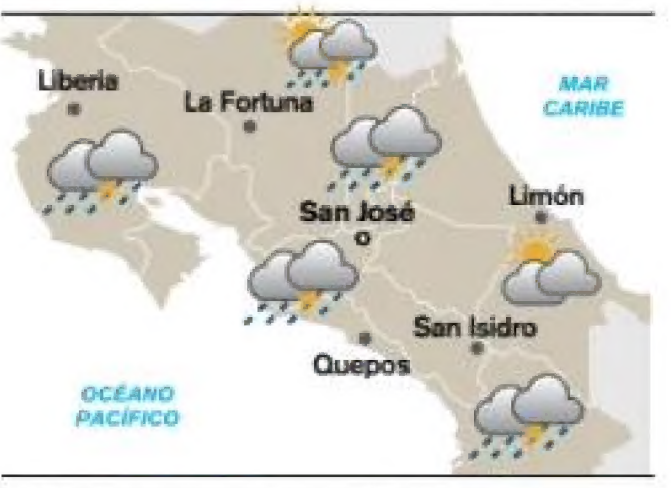 Liberia
La Fortuna
MAR
CARIBE
San José
Limón
San Isidro
Quepos
OCÉANO
PACÍFICO